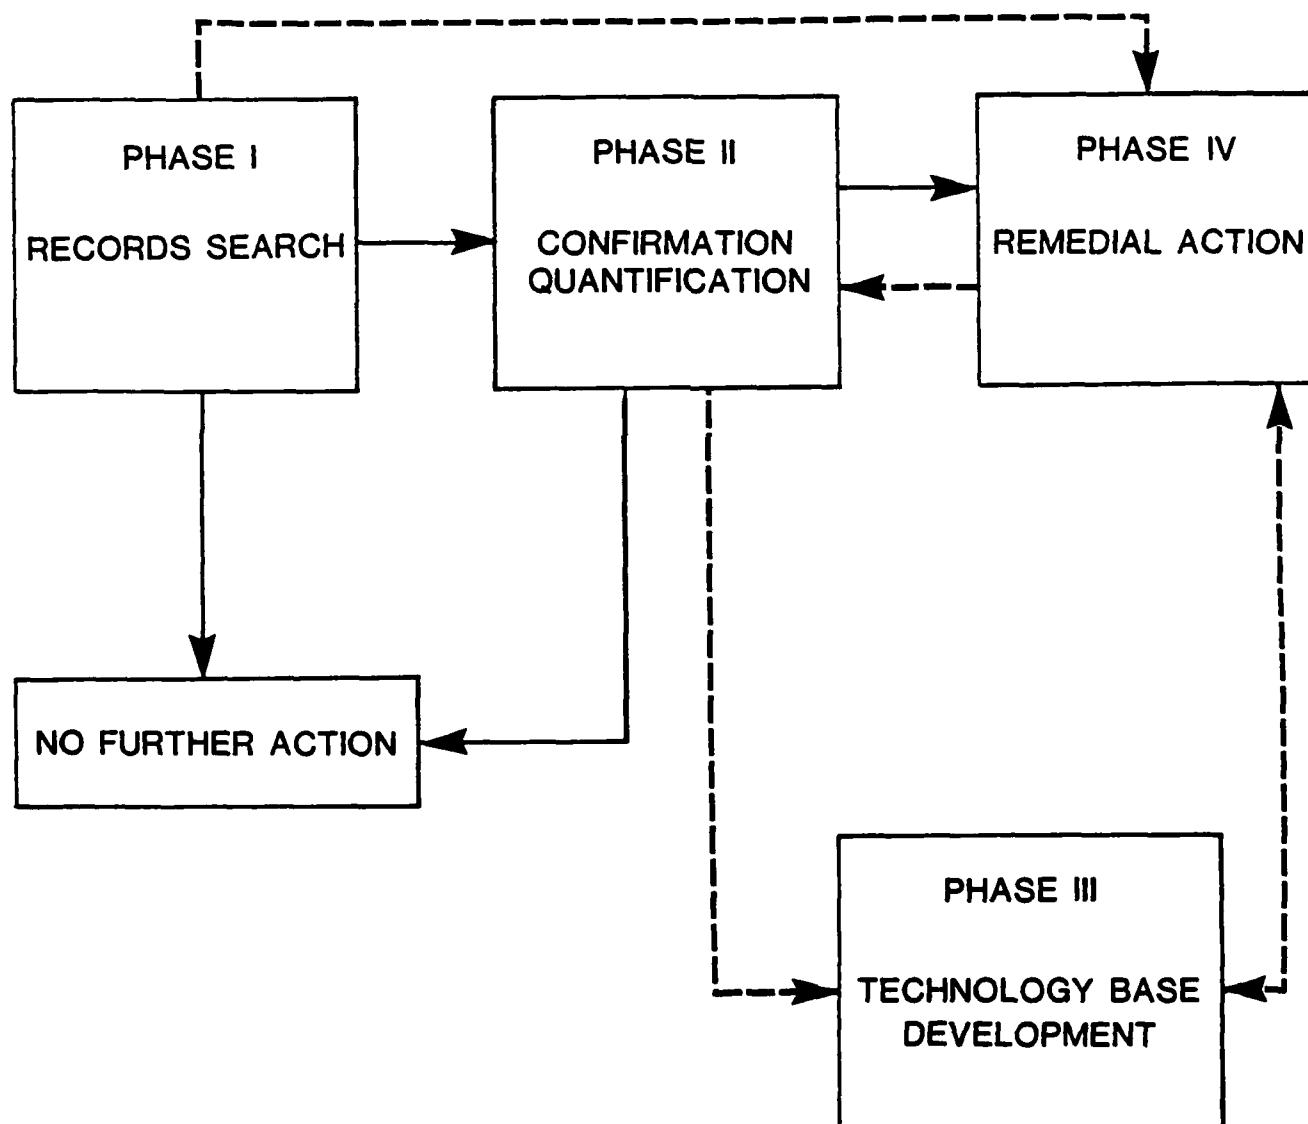 PHASE I
RECORDS SEARCH
PHASE II
CONFIRMATION
QUANTIFICATION
PHASE IV
REMEDIAL ACTION
NO FURTHER ACTION
PHASE III
TECHNOLOGY BASE
DEVELOPMENT